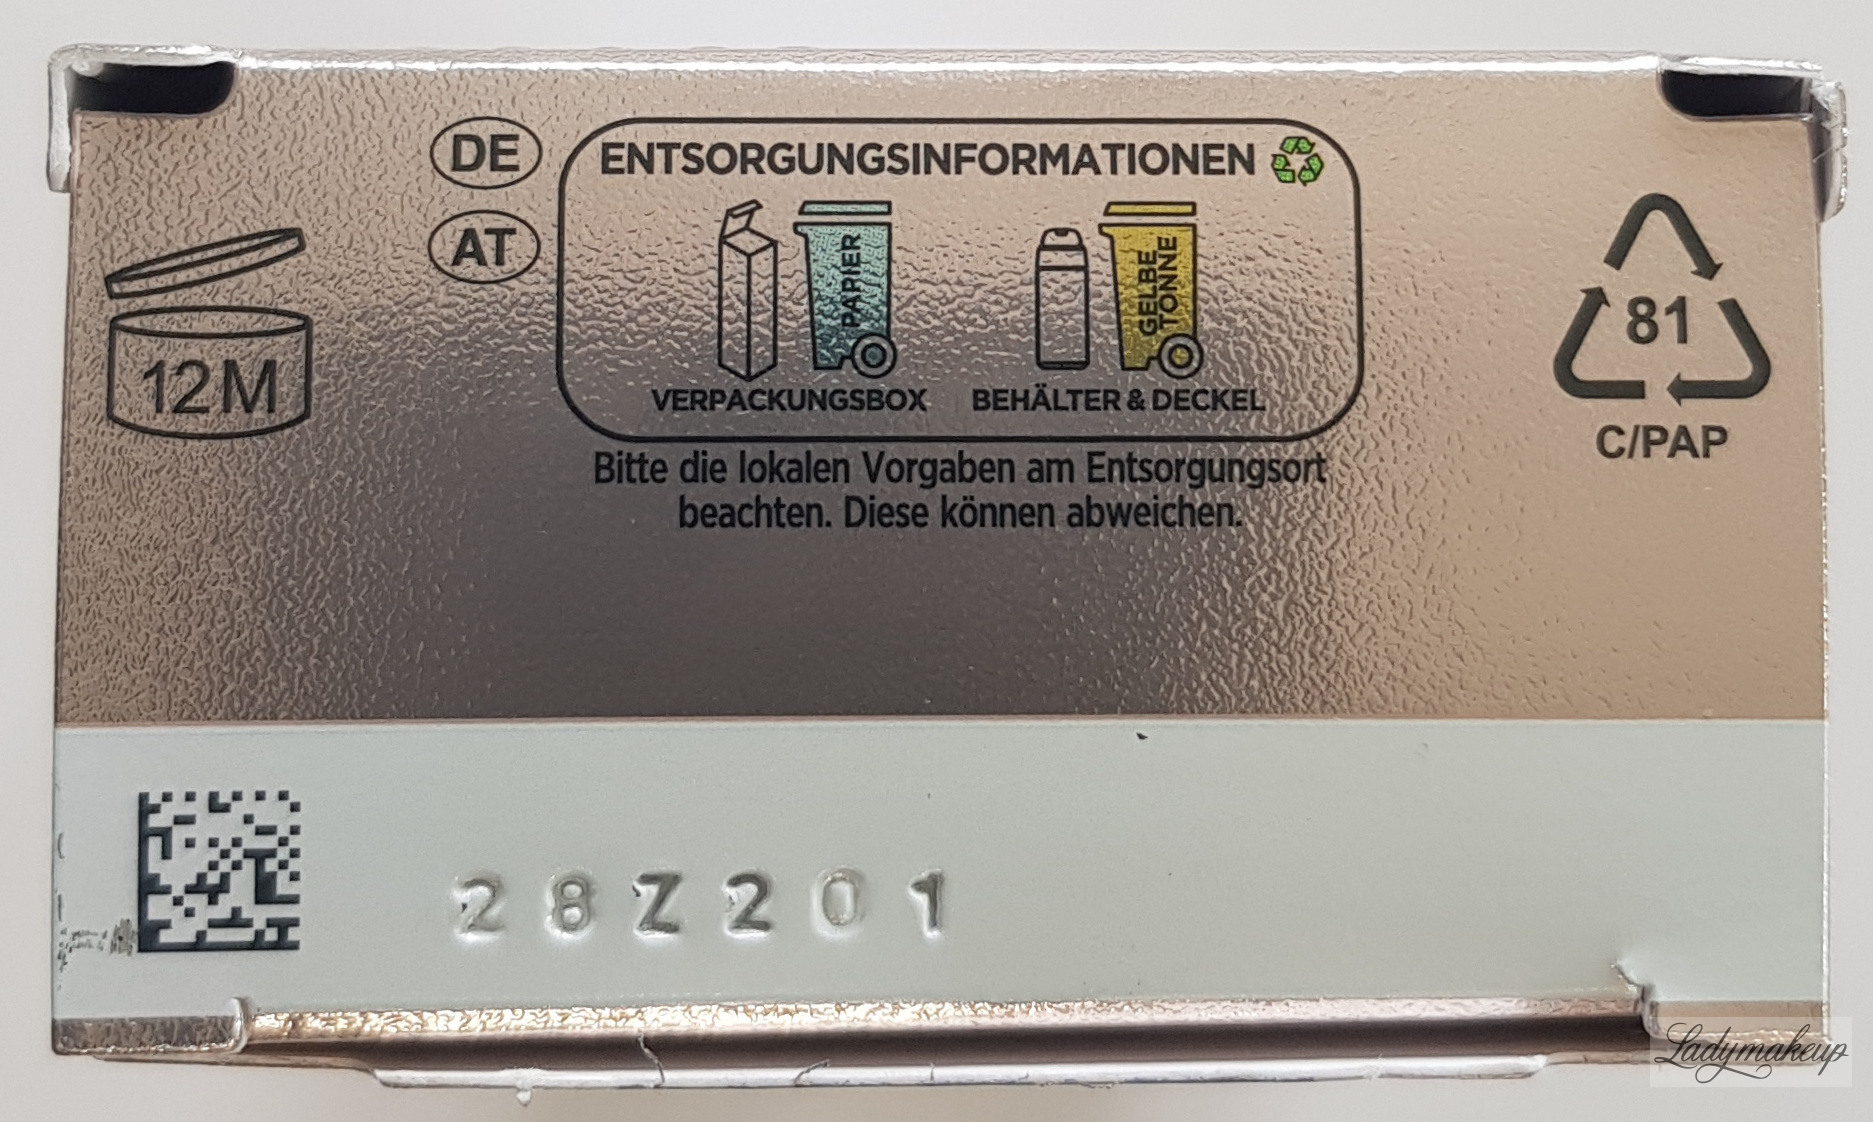 DE
AT
ENTSORGUNGSINFORMATIONEN
PAPIER
GELBE
TONNE
VERPACKUNGSBOX
BEHÄLTER & DECKEL
Bitte die lokalen Vorgaben am Entsorgungsort
beachten. Diese können abweichen.
12M
81
C/PAP
28Z201
Ladymakeup